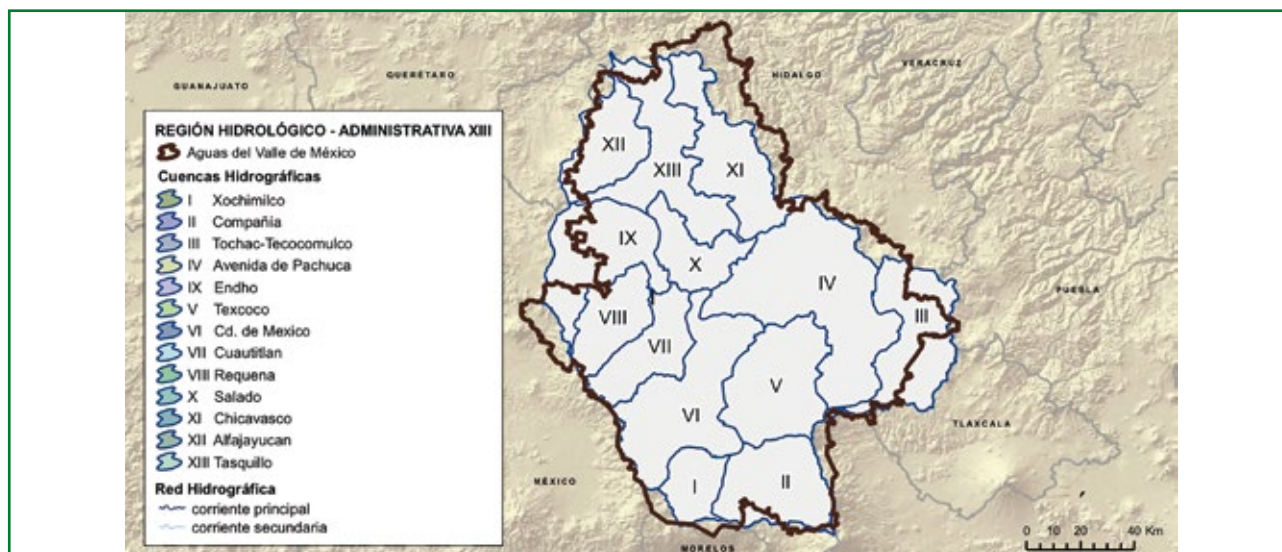 GUANAJUATO
QUERÉTARO
HIDALGO
VERACRUZ
REGIÓN HIDROLÓGICO - ADMINISTRATIVA XIII
Aguas del Valle de México
Cuencas Hidrográficas
I Xochimilco
II Compañia
III Tochac-Tecocomulco
IV Avenida de Pachuca
IX Endho
V Texcoco
VI Cd. de Mexico
VII Cuautitlan
VIII Requena
X Salado
XI Chicavasco
XII Alfajayucan
XIII Tasquillo
Red Hidrográfica
corriente principal
corriente secundaria
XII
XIII
XI
IX
X
IV
VIII
VII
III
V
VI
I
II
PUEBLA
TLAXCALA
MÉXICO
MORELOS
0 10 20 40 Km